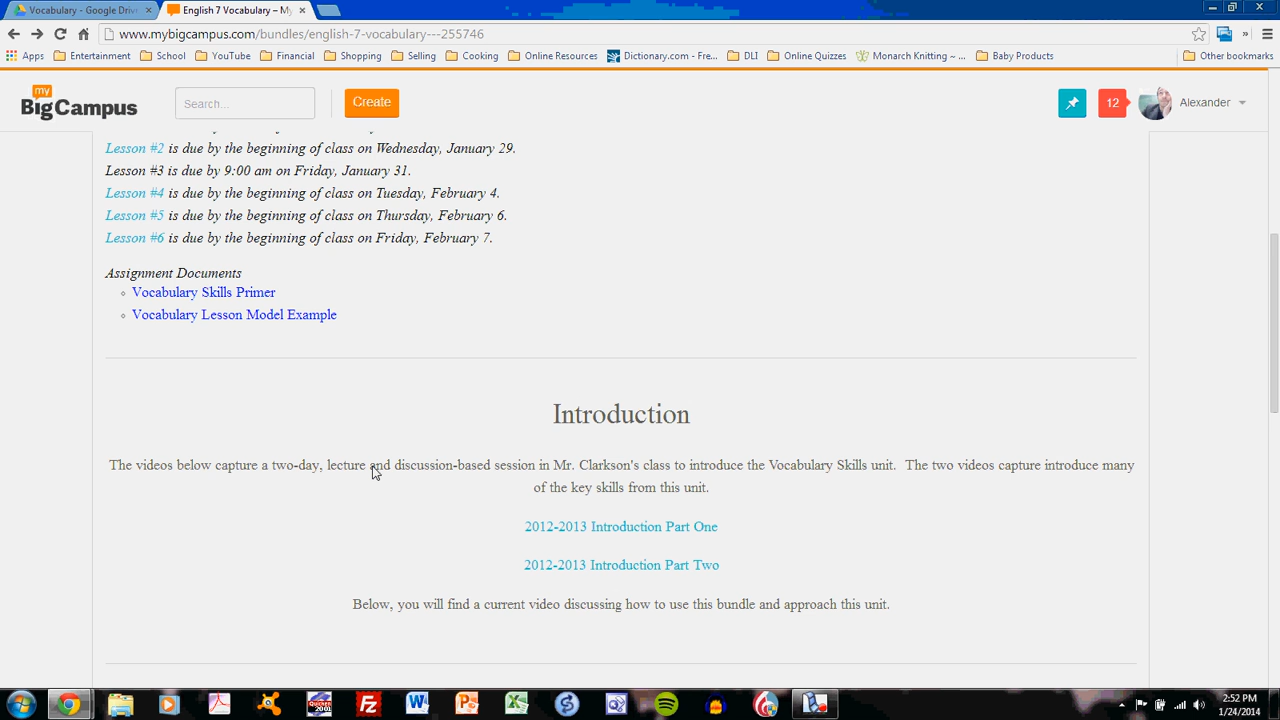 Vocabulary - Google Drive
English 7 Vocabulary – My
www.mybigcampus.com/bundles/english-7-vocabulary---255746
Apps Entertainment School YouTube Financial Shopping Selling Cooking Online Resources Dictionary.com - Fre... DLI Online Quizzes Monarch Knitting ~ ... Baby Products Other bookmarks
my
BigCampus
Search...
Create
12
Alexander
Lesson #2 is due by the beginning of class on Wednesday, January 29.
Lesson #3 is due by 9:00 am on Friday, January 31.
Lesson #4 is due by the beginning of class on Tuesday, February 4.
Lesson #5 is due by the beginning of class on Thursday, February 6.
Lesson #6 is due by the beginning of class on Friday, February 7.
Assignment Documents
Vocabulary Skills Primer
Vocabulary Lesson Model Example
Introduction
The videos below capture a two-day, lecture and discussion-based session in Mr. Clarkson's class to introduce the Vocabulary Skills unit. The two videos capture introduce many
of the key skills from this unit.
2012-2013 Introduction Part One
2012-2013 Introduction Part Two
Below, you will find a current video discussing how to use this bundle and approach this unit.
2:52 PM
1/24/2014